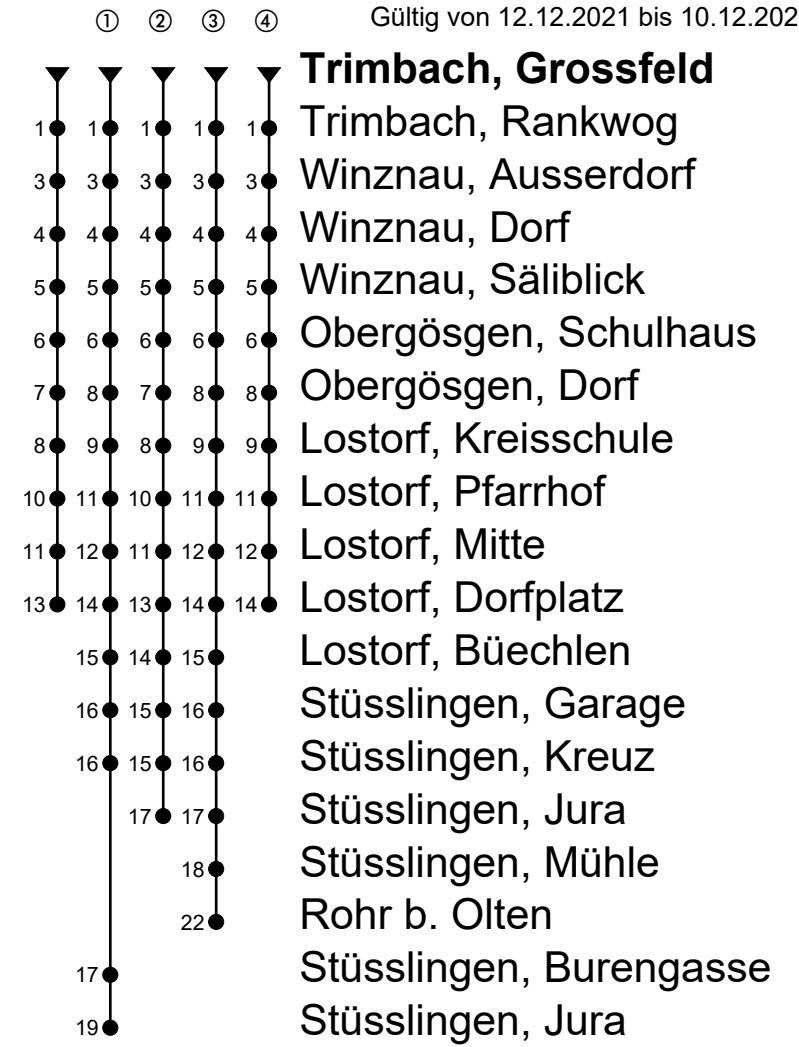 ① ② ③ ④ Gültig von 12.12.2021 bis 10.12.202
Trimbach, Grossfeld
1 1 1 1 1 Trimbach, Rankwog
3 3 3 3 3 Winznau, Ausserdorf
4 4 4 4 4 Winznau, Dorf
5 5 5 5 5 Winznau, Säliblick
6 6 6 6 6 Obergösgen, Schulhaus
7 8 7 8 8 Obergösgen, Dorf
8 9 8 9 9 Lostorf, Kreisschule
10 11 10 11 11 Lostorf, Pfarrhof
11 12 11 12 12 Lostorf, Mitte
13 14 13 14 14 Lostorf, Dorfplatz
15 14 15 Lostorf, Büechlen
16 15 16 Stüsslingen, Garage
16 15 16 Stüsslingen, Kreuz
17 17 Stüsslingen, Jura
18 Stüsslingen, Mühle
22 Rohr b. Olten
17 Stüsslingen, Burengasse
19 Stüsslingen, Jura